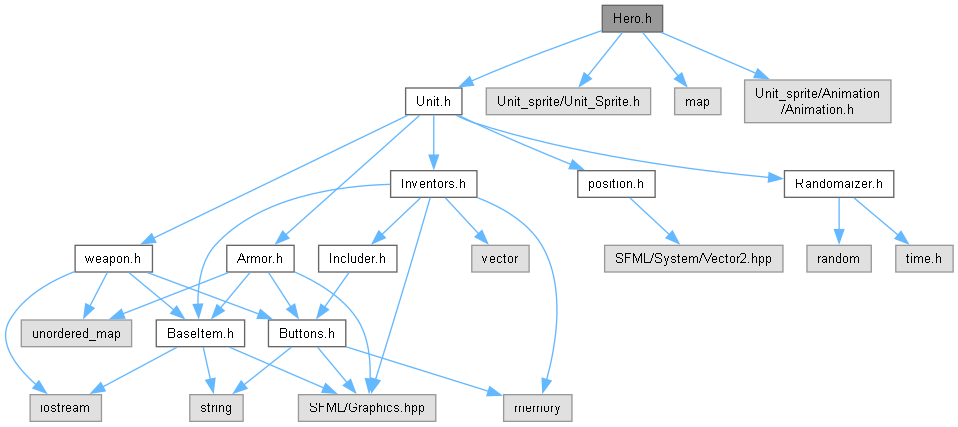 Hero.h
Unit.h
Unit_sprite/Unit_Sprite.h
map
Unit_sprite/Animation
/Animation.h
Inventors.h
position.h
Randomaizer.h
weapon.h
Armor.h
Includer.h
vector
SFML/System/Vector2.hpp
random
time.h
unordered_map
BaseItem.h
Buttons.h
iostream
string
SFML/Graphics.hpp
memory